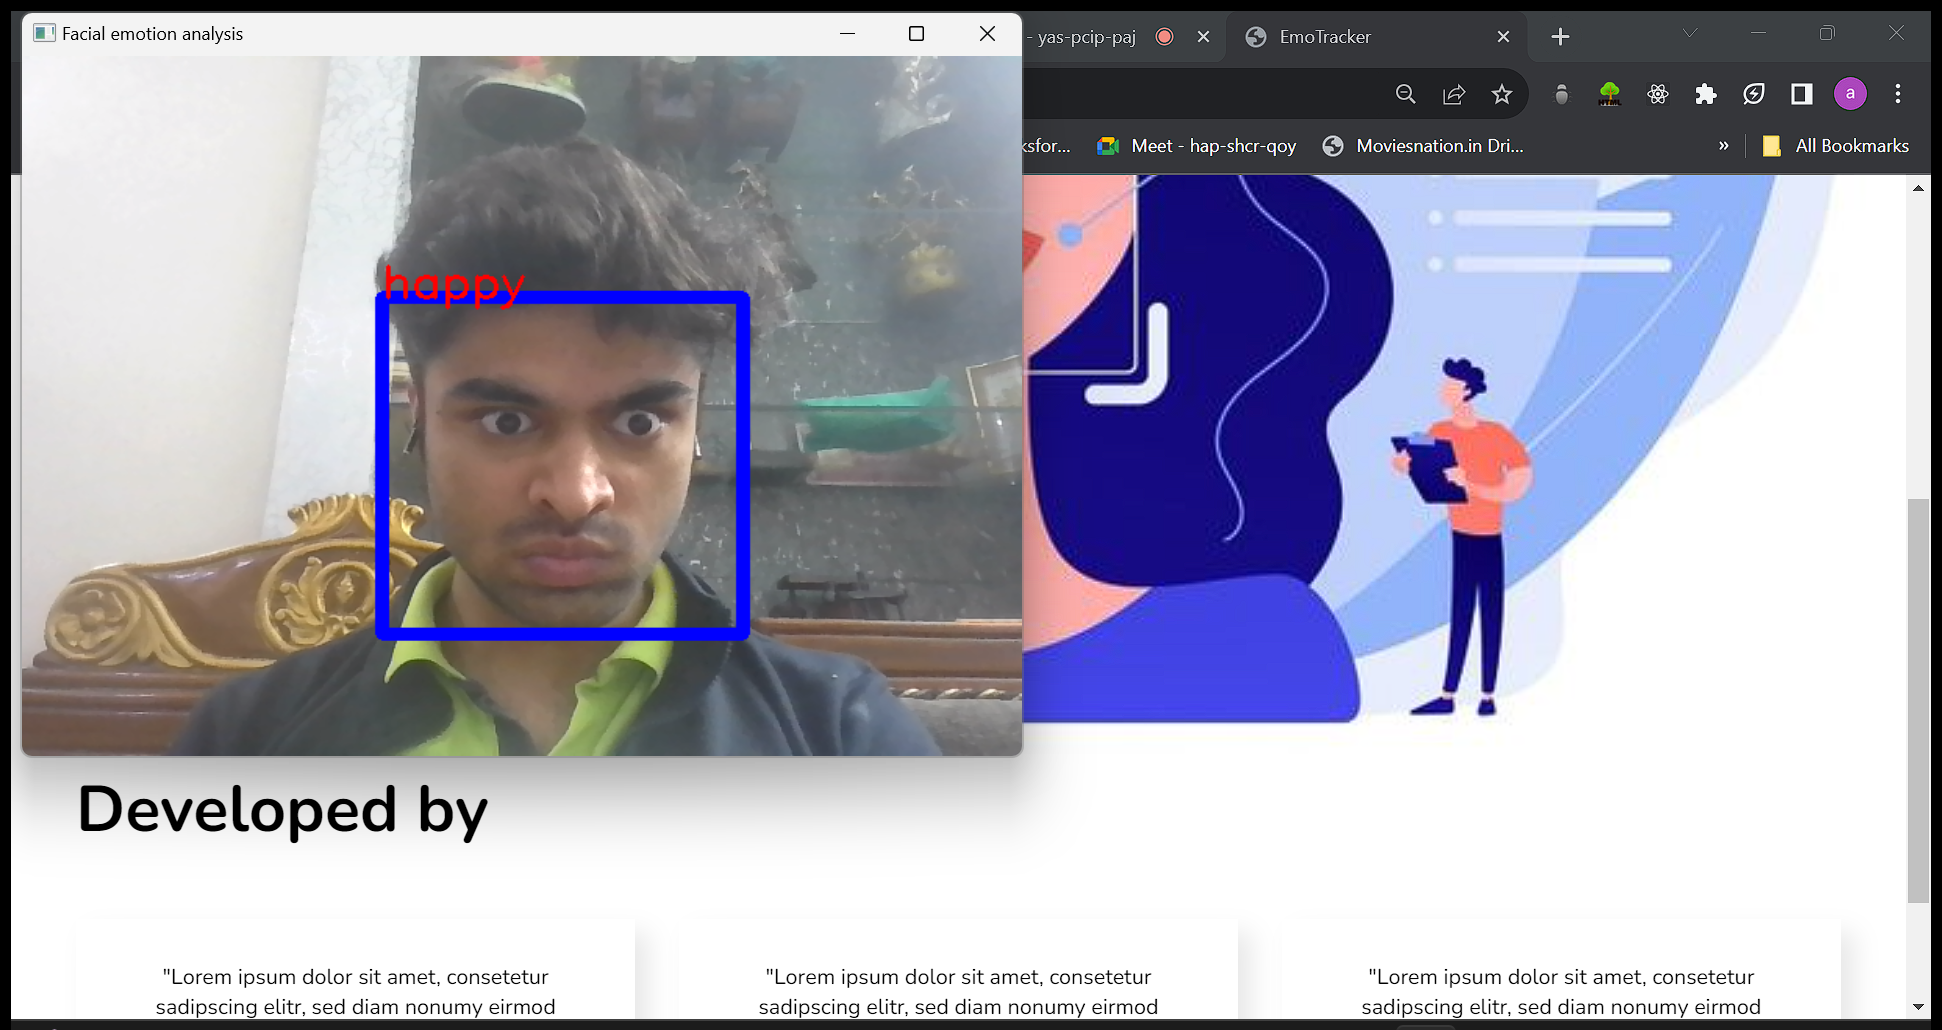 Facial emotion analysis
- yas-pcip-paj
EmoTracker
a
ksfor...
Meet - hap-shcr-qoy
Moviesnation.in Dri...
»
All Bookmarks
happy
Developed by
"Lorem ipsum dolor sit amet, consetetur
sadipscing elitr, sed diam nonumy eirmod
"Lorem ipsum dolor sit amet, consetetur
sadipscing elitr, sed diam nonumy eirmod
"Lorem ipsum dolor sit amet, consetetur
sadipscing elitr, sed diam nonumy eirmod